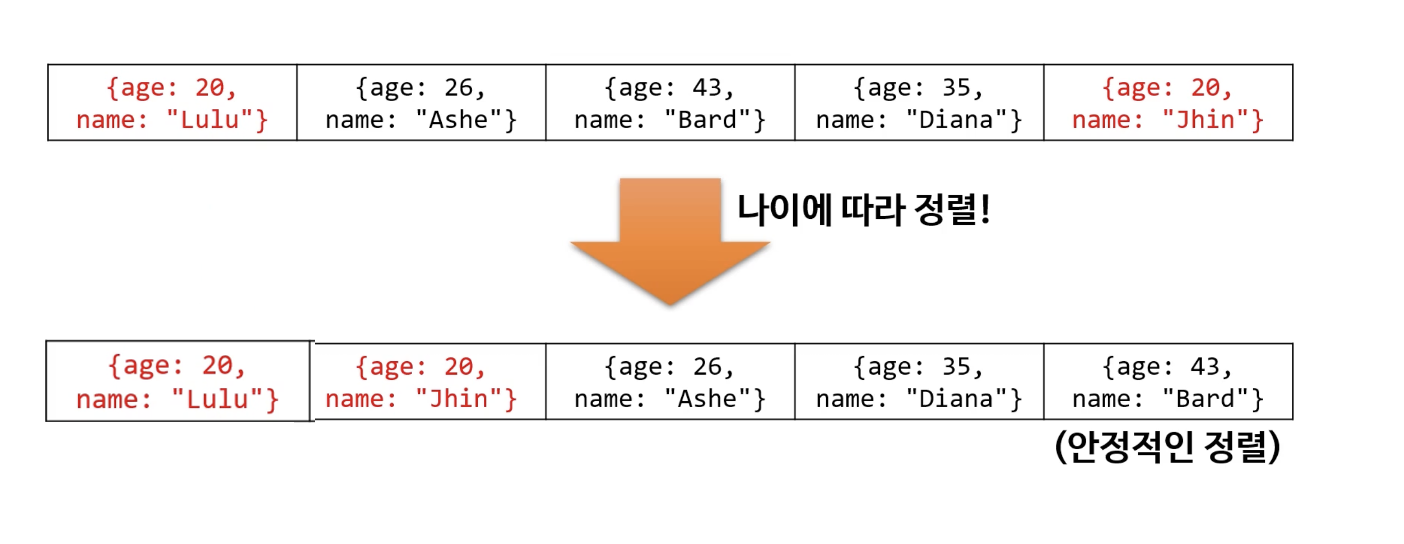 {age: 20, {age: 26, {age: 43, {age: 35, {age: 20,
name: "Lulu"} name: "Ashe"} name: "Bard"} name: "Diana"} name: "Jhin"}
나이에 따라 정렬!
{age: 20, {age: 20, {age: 26, {age: 35, {age: 43,
name: "Lulu"} name: "Jhin"} name: "Ashe"} name: "Diana"} name: "Bard"}
(안정적인 정렬)